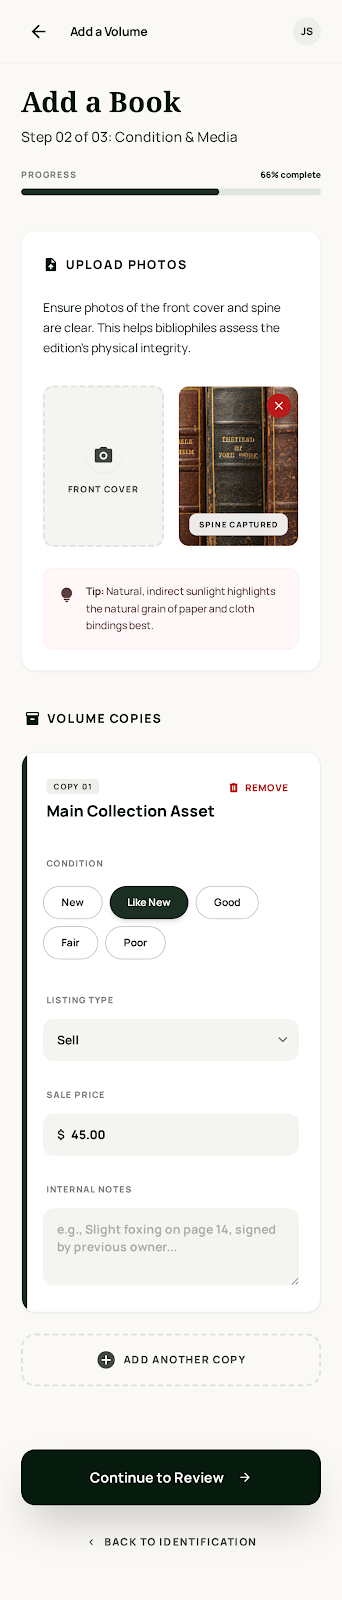 Add a Volume
JS
Add a Book
Step 02 of 03: Condition & Media
PROGRESS
66% complete
UPLOAD PHOTOS
Ensure photos of the front cover and spine
are clear. This helps bibliophiles assess the
edition's physical integrity.
FRONT COVER
SPINE CAPTURED
Tip: Natural, indirect sunlight highlights
the natural grain of paper and cloth
bindings best.
VOLUME COPIES
COPY 01
REMOVE
Main Collection Asset
CONDITION
New
Like New
Good
Fair
Poor
LISTING TYPE
Sell
SALE PRICE
$ 45.00
INTERNAL NOTES
e.g., Slight foxing on page 14, signed
by previous owner...
ADD ANOTHER COPY
Continue to Review
BACK TO IDENTIFICATION